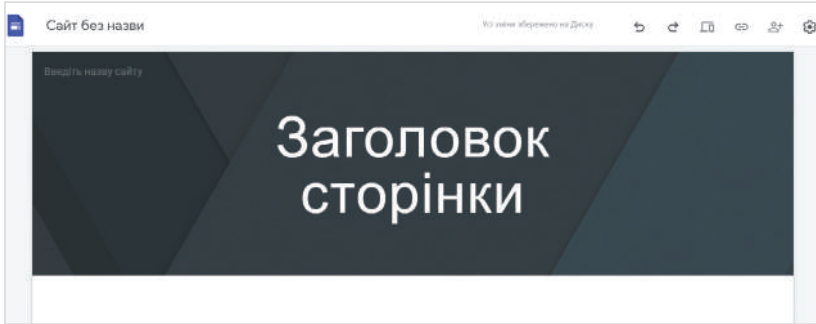 Сайт без назви
Усі зміни збережено на Диску
Введіть назву сайту
Заголовок
сторінки